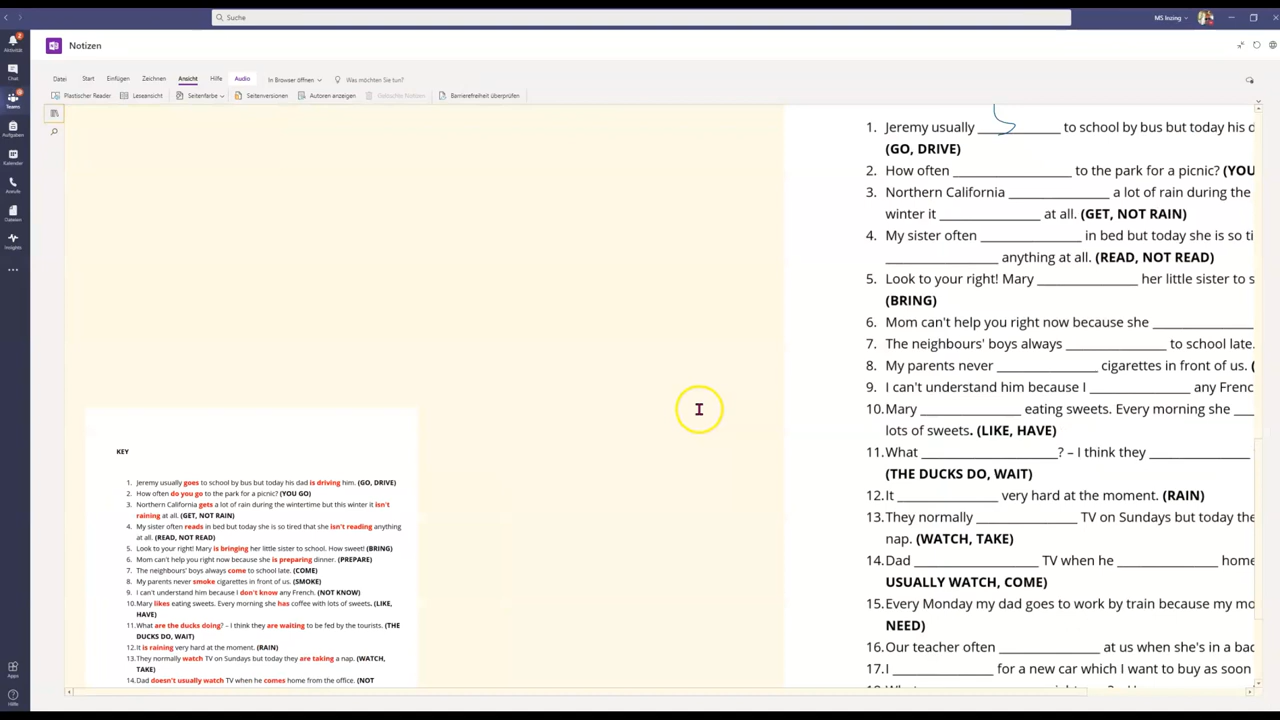 Suche
MS Inzing
Notizen
Datei Start Einfügen Zeichnen Ansicht Hilfe Audio In Browser öffnen Was möchten Sie tun?
Plastischer Reader Leseansicht Seitenfarbe Seitenversionen Autoren anzeigen Gelöschte Notizen Barrierefreiheit überprüfen
2
Aktivität
Chat
Teams
Aufgaben
Kalender
Anrufe
Dateien
Insights
Apps
Hilfe
1. Jeremy usually ____________ to school by bus but today his d
(GO, DRIVE)
2. How often _________________ to the park for a picnic? (YOU
3. Northern California ______________ a lot of rain during the
winter it ______________ at all. (GET, NOT RAIN)
4. My sister often ______________ in bed but today she is so ti
________________ anything at all. (READ, NOT READ)
5. Look to your right! Mary ______________ her little sister to s
(BRING)
6. Mom can't help you right now because she ______________
7. The neighbours' boys always ______________ to school late.
8. My parents never ______________ cigarettes in front of us. (
9. I can't understand him because I ______________ any Frenc
10. Mary ______________ eating sweets. Every morning she ___
lots of sweets. (LIKE, HAVE)
11. What ___________________? – I think they ______________
(THE DUCKS DO, WAIT)
12. It ______________ very hard at the moment. (RAIN)
13. They normally ______________ TV on Sundays but today the
nap. (WATCH, TAKE)
14. Dad __________________ TV when he ______________ home
USUALLY WATCH, COME)
15. Every Monday my dad goes to work by train because my mo
NEED)
16. Our teacher often ______________ at us when she's in a bad
17. I ______________ for a new car which I want to buy as soon
KEY
1. Jeremy usually goes to school by bus but today his dad is driving him. (GO, DRIVE)
2. How often do you go to the park for a picnic? (YOU GO)
3. Northern California gets a lot of rain during the wintertime but this winter it isn't
raining at all. (GET, NOT RAIN)
4. My sister often reads in bed but today she is so tired that she isn't reading anything
at all. (READ, NOT READ)
5. Look to your right! Mary is bringing her little sister to school. How sweet! (BRING)
6. Mom can't help you right now because she is preparing dinner. (PREPARE)
7. The neighbours' boys always come to school late. (COME)
8. My parents never smoke cigarettes in front of us. (SMOKE)
9. I can't understand him because I don't know any French. (NOT KNOW)
10. Mary likes eating sweets. Every morning she has coffee with lots of sweets. (LIKE,
HAVE)
11. What are the ducks doing? – I think they are waiting to be fed by the tourists. (THE
DUCKS DO, WAIT)
12. It is raining very hard at the moment. (RAIN)
13. They normally watch TV on Sundays but today they are taking a nap. (WATCH,
TAKE)
14. Dad doesn't usually watch TV when he comes home from the office. (NOT